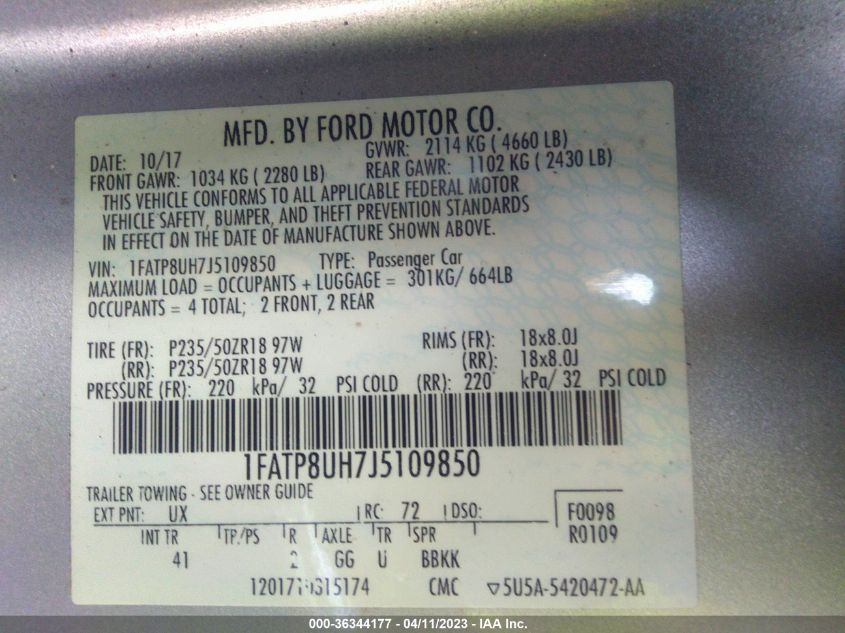 MFD. BY FORD MOTOR CO.
DATE: 10/17 GVWR: 2114 KG ( 4660 LB)
FRONT GAWR: 1034 KG ( 2280 LB) REAR GAWR: 1102 KG ( 2430 LB)
THIS VEHICLE CONFORMS TO ALL APPLICABLE FEDERAL MOTOR
VEHICLE SAFETY, BUMPER, AND THEFT PREVENTION STANDARDS
IN EFFECT ON THE DATE OF MANUFACTURE SHOWN ABOVE.
VIN: 1FATP8UH7J5109850 TYPE: Passenger Car
MAXIMUM LOAD = OCCUPANTS + LUGGAGE = 301KG/ 664LB
OCCUPANTS = 4 TOTAL; 2 FRONT, 2 REAR
TIRE (FR): P235/50ZR18 97W RIMS (FR): 18x8.0J
(RR): P235/50ZR18 97W (RR): 18x8.0J
PRESSURE (FR): 220 kPa/ 32 PSI COLD (RR): 220 kPa/ 32 PSI COLD
1FATP8UH7J5109850
TRAILER TOWING - SEE OWNER GUIDE
EXT PNT: UX RC: 72 DSO: F0098
INT TR TP/PS R AXLE TR SPR R0109
41 2 GG U BBKK
CMC ▽5U5A-5420472-AA
000-36344177 - 04/11/2023 - IAA Inc.